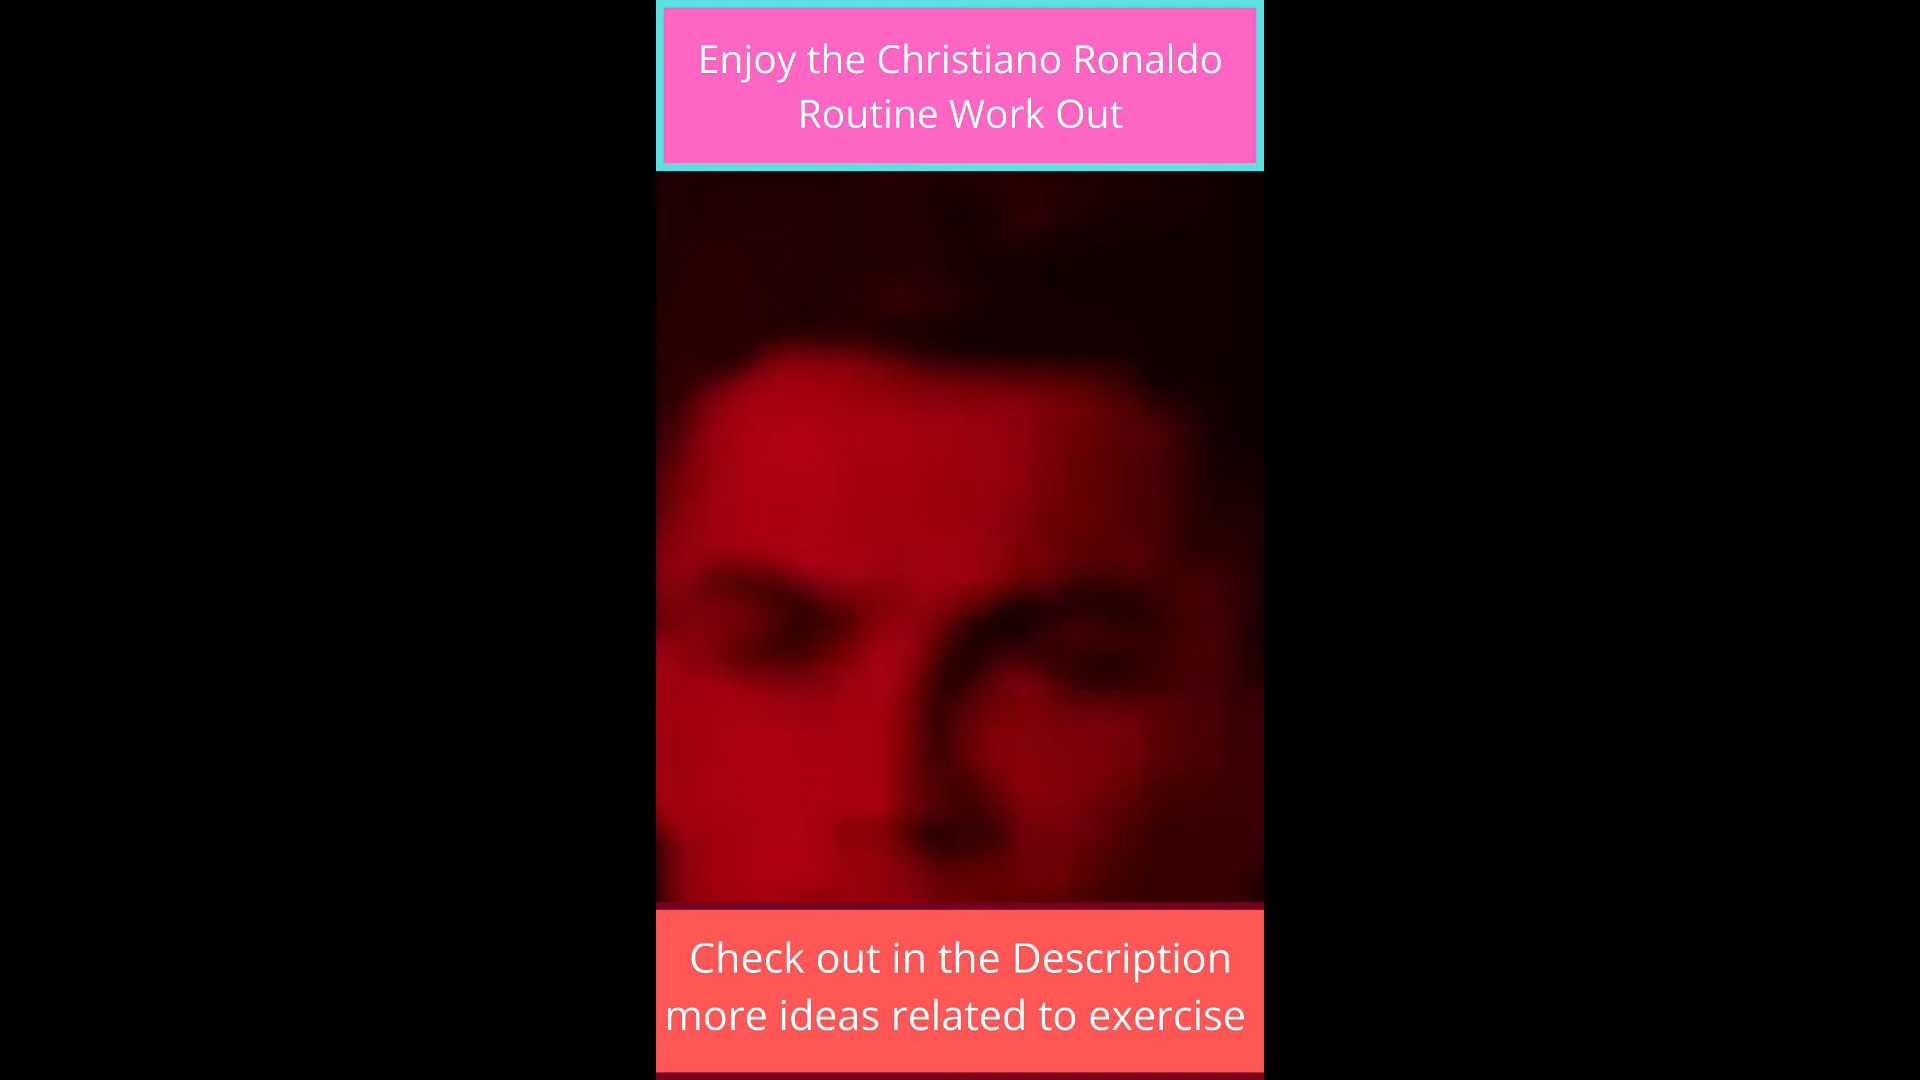 Enjoy the Christiano Ronaldo
Routine Work Out
Check out in the Description
more ideas related to exercise